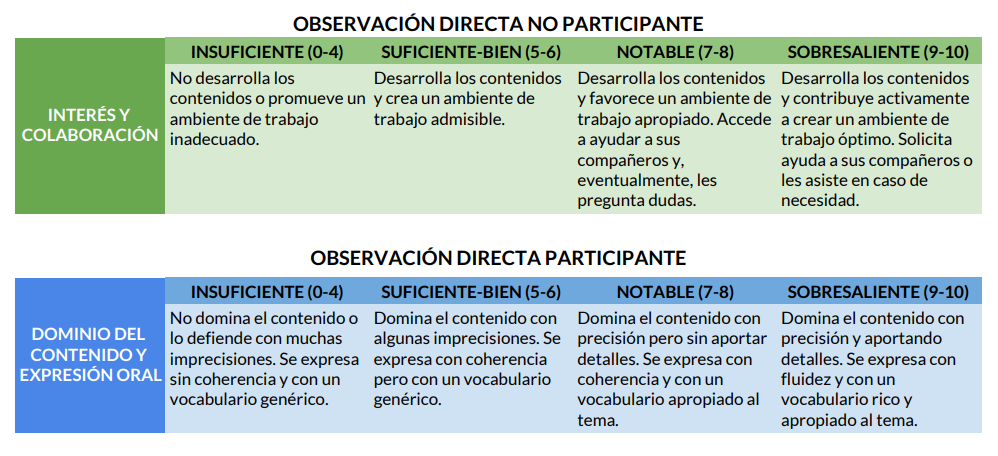 OBSERVACIÓN DIRECTA NO PARTICIPANTE
INSUFICIENTE (0-4)
SUFICIENTE-BIEN (5-6)
NOTABLE (7-8)
SOBRESALIENTE (9-10)
INTERÉS Y
COLABORACIÓN
No desarrolla los
contenidos o promueve un
ambiente de trabajo
inadecuado.
Desarrolla los contenidos
y crea un ambiente de
trabajo admisible.
Desarrolla los contenidos
y favorece un ambiente de
trabajo apropiado. Accede
a ayudar a sus
compañeros y,
eventualmente, les
pregunta dudas.
Desarrolla los contenidos
y contribuye activamente
a crear un ambiente de
trabajo óptimo. Solicita
ayuda a sus compañeros o
les asiste en caso de
necesidad.
OBSERVACIÓN DIRECTA PARTICIPANTE
INSUFICIENTE (0-4)
SUFICIENTE-BIEN (5-6)
NOTABLE (7-8)
SOBRESALIENTE (9-10)
DOMINIO DEL
CONTENIDO Y
EXPRESIÓN ORAL
No domina el contenido o
lo defiende con muchas
imprecisiones. Se expresa
sin coherencia y con un
vocabulario genérico.
Domina el contenido con
algunas imprecisiones. Se
expresa con coherencia
pero con un vocabulario
genérico.
Domina el contenido con
precisión pero sin aportar
detalles. Se expresa con
coherencia y con un
vocabulario apropiado al
tema.
Domina el contenido con
precisión y aportando
detalles. Se expresa con
fluidez y con un
vocabulario rico y
apropiado al tema.